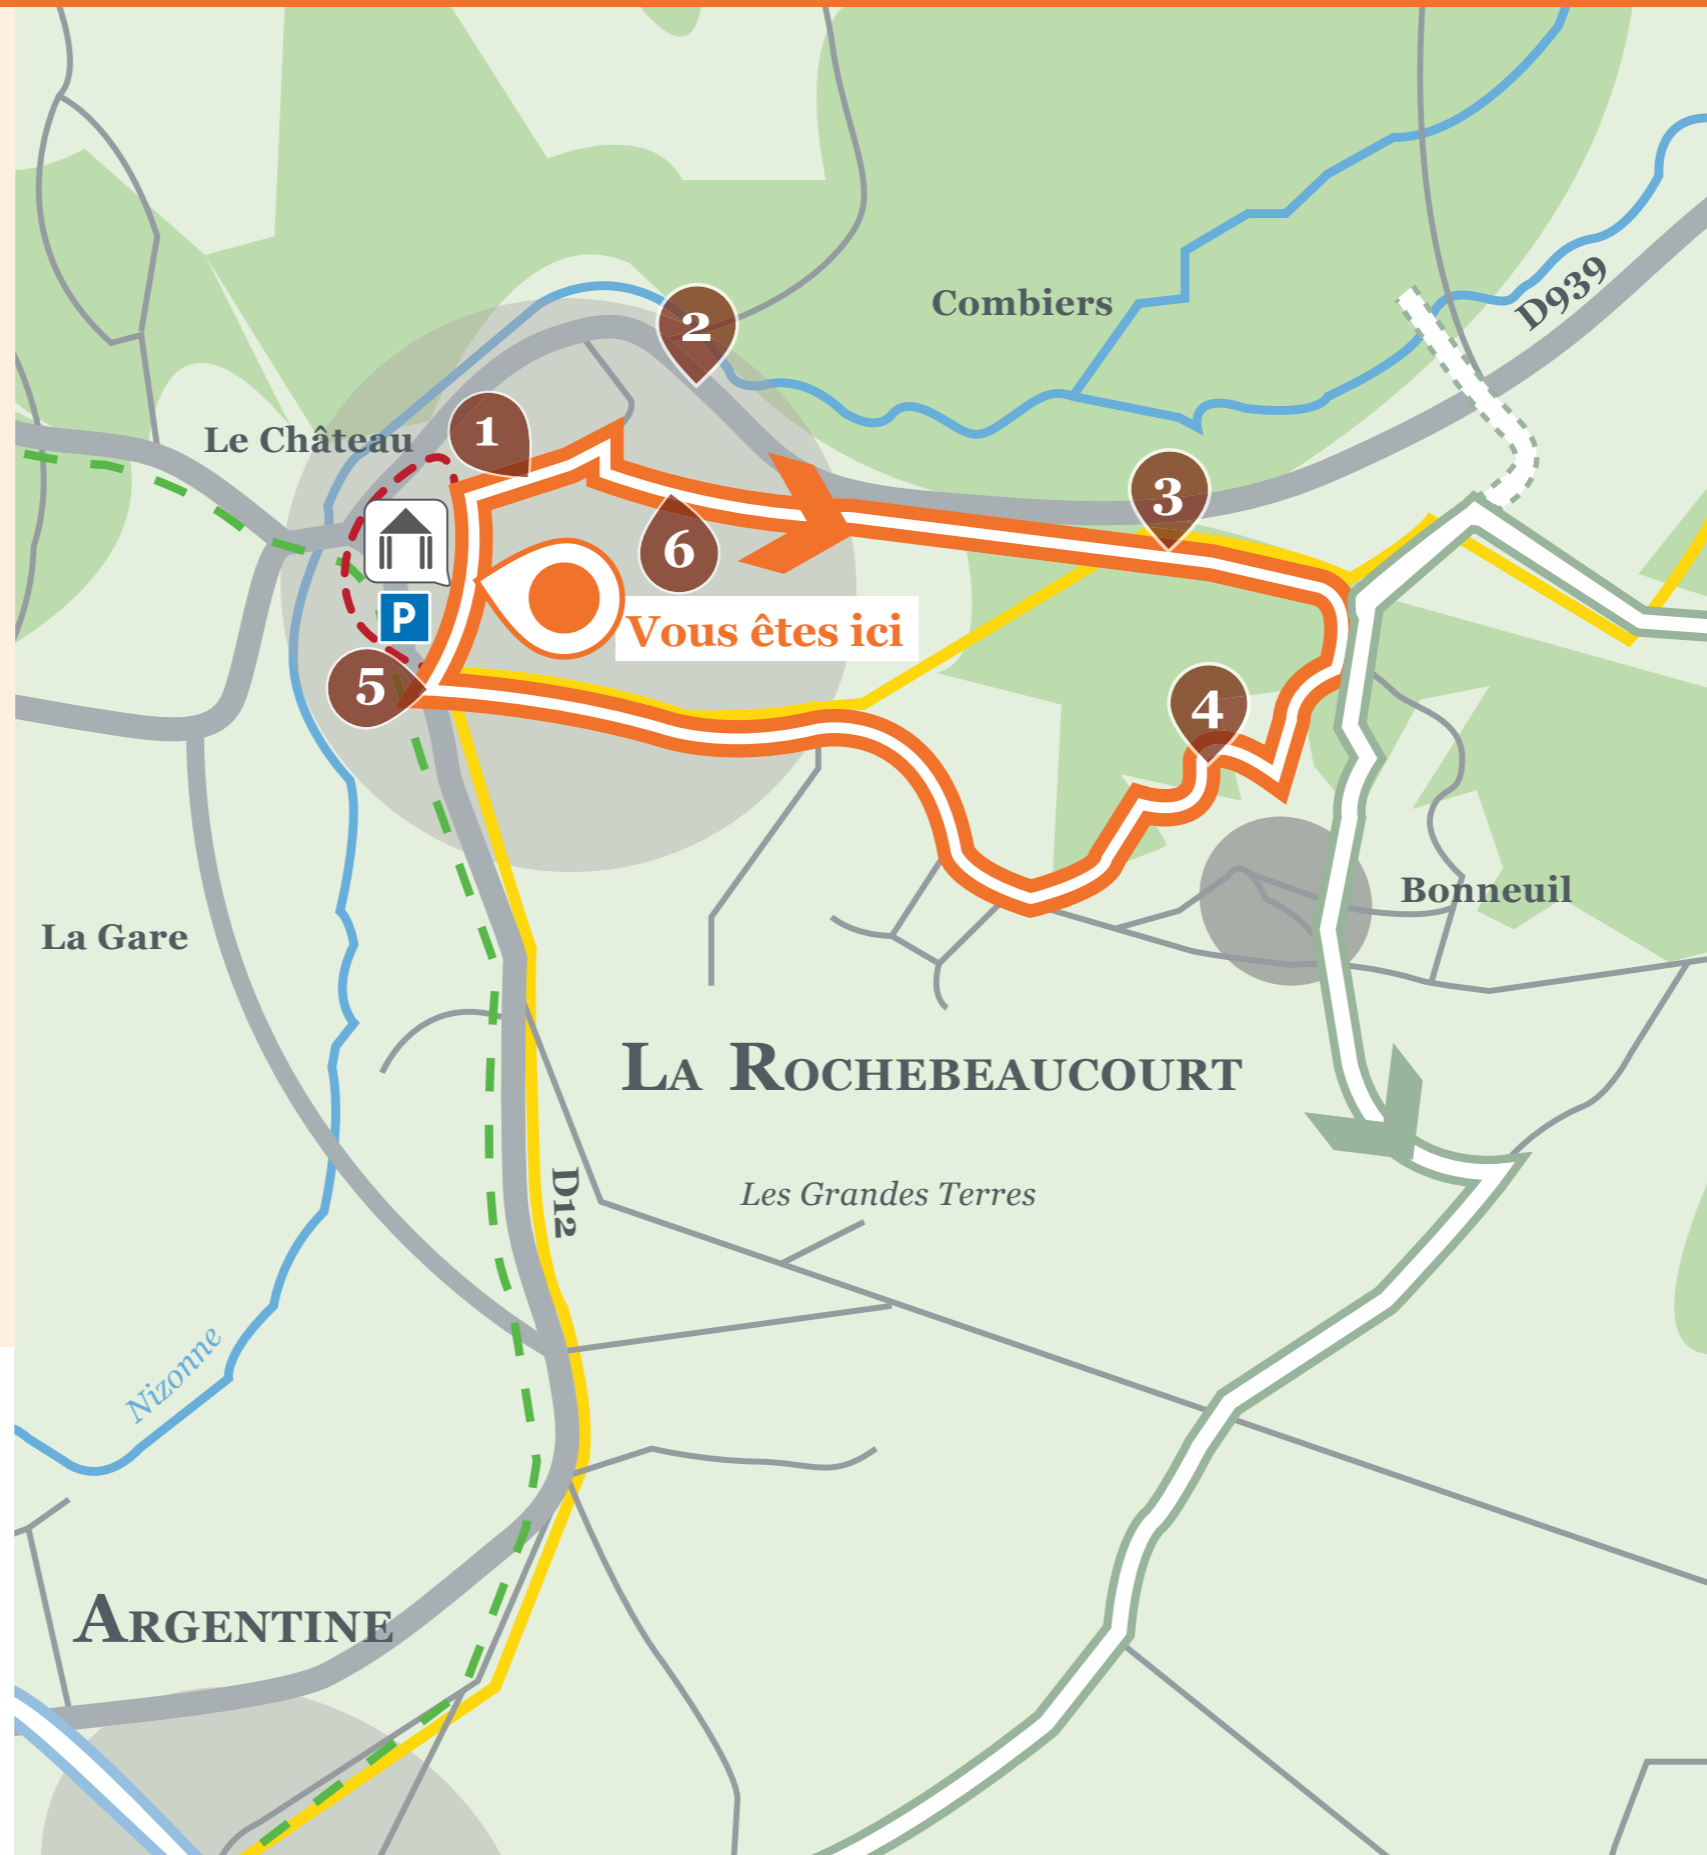 Combiers
D939
2
Le Château
1
3
6
P
Vous êtes ici
5
4
Bonneuil
La Gare
La Rochebeaucourt
D12
Les Grandes Terres
Nizonne
Argentine